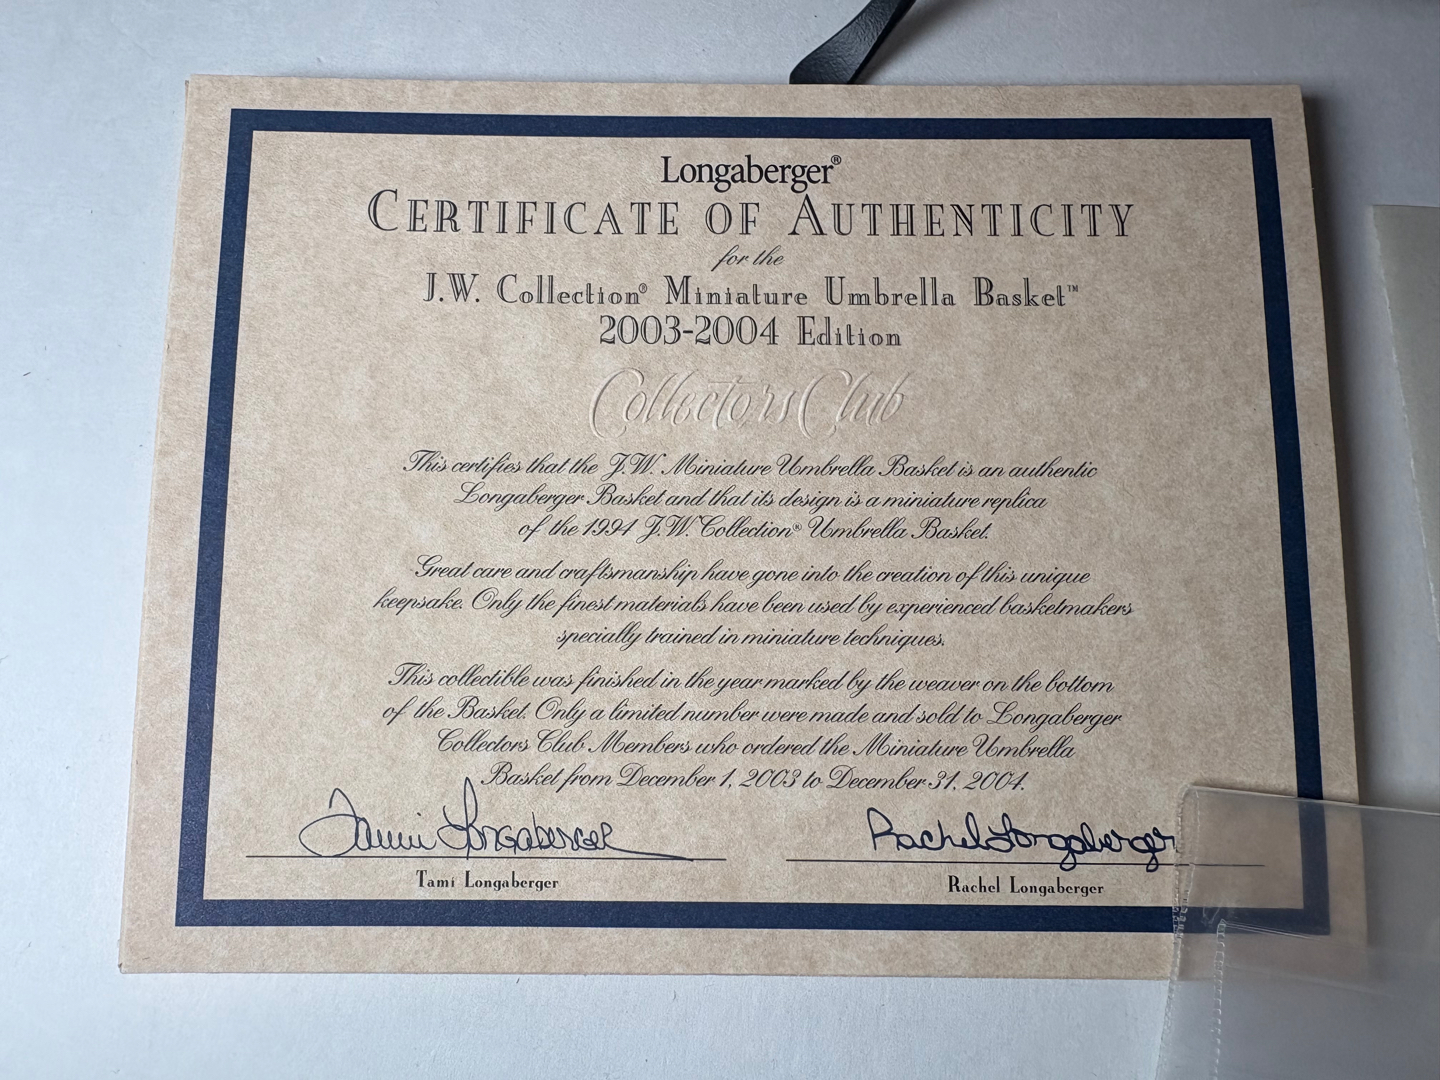 Longaberger®
CERTIFICATE OF AUTHENTICITY
for the
J.W. Collection® Miniature Umbrella Basket™
2003-2004 Edition
Collectors Club
This certifies that the J.W. Miniature Umbrella Basket is an authentic
Longaberger Basket and that its design is a miniature replica
of the 1994 J.W. Collection® Umbrella Basket.
Great care and craftsmanship have gone into the creation of this unique
keepsake. Only the finest materials have been used by experienced basketmakers
specially trained in miniature techniques.
This collectible was finished in the year marked by the weaver on the bottom
of the Basket. Only a limited number were made and sold to Longaberger
Collectors Club Members who ordered the Miniature Umbrella
Basket from December 1, 2003 to December 31, 2004.
Tami Longaberger Rachel Longaberger
Tami Longaberger Rachel Longaberger